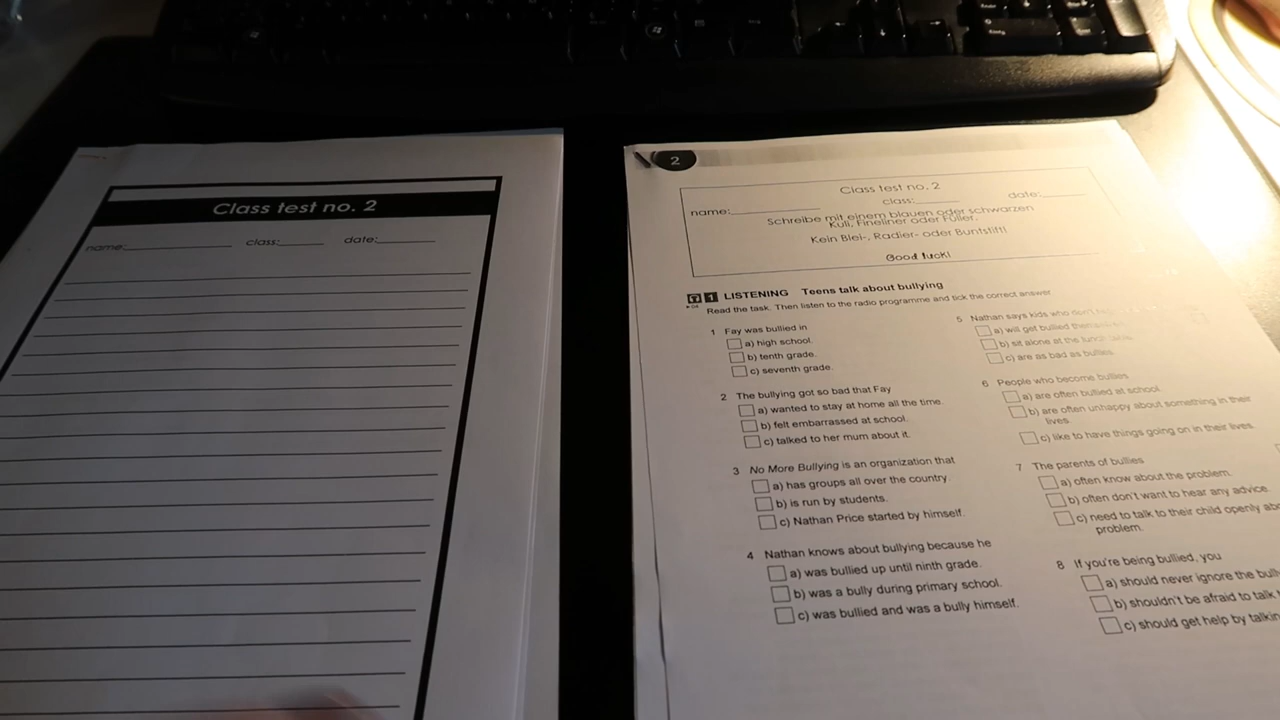 Class test no. 2
name: class: date:
2
Class test no. 2
name: class: date:
Schreibe mit einem blauen oder schwarzen
Kuli, Fineliner oder Füller.
Kein Blei-, Radier- oder Buntstift!
Good luck!
1 LISTENING Teens talk about bullying
Read the task. Then listen to the radio programme and tick the correct answer.
1 Fay was bullied in
a) high school.
b) tenth grade.
c) seventh grade.
2 The bullying got so bad that Fay
a) wanted to stay at home all the time.
b) felt embarrassed at school.
c) talked to her mum about it.
3 No More Bullying is an organization that
a) has groups all over the country.
b) is run by students.
c) Nathan Price started by himself.
4 Nathan knows about bullying because he
a) was bullied up until ninth grade.
b) was a bully during primary school.
c) was bullied and was a bully himself.
5 Nathan says kids who don't
a) will get bullied
b) sit alone at the lunch
c) are as bad as bullies.
6 People who become bullies
a) are often bullied at school.
b) are often unhappy about something in their
lives.
c) like to have things going on in their lives.
7 The parents of bullies
a) often know about the problem.
b) often don't want to hear any advice.
c) need to talk to their child openly
problem.
8 If you're being bullied, you
a) should never ignore the
b) shouldn't be afraid to talk
c) should get help by